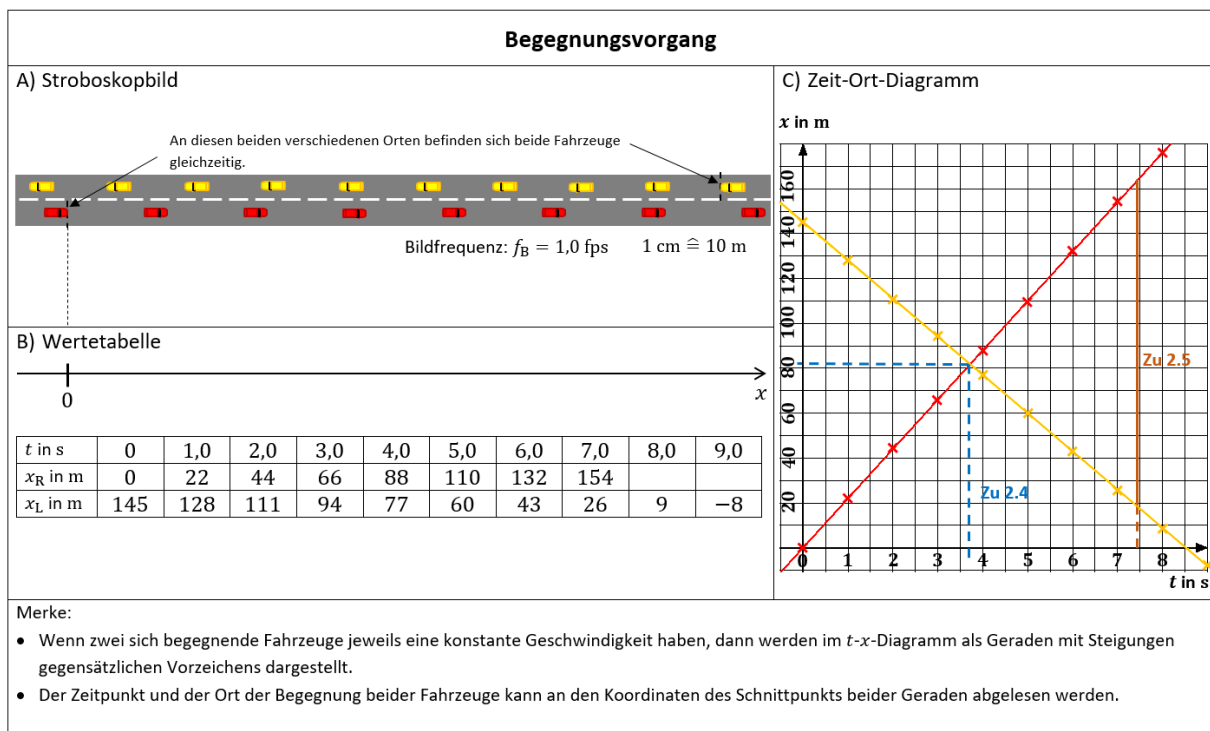 Begegnungsvorgang
A) Stroboskopbild
An diesen beiden verschiedenen Orten befinden sich beide Fahrzeuge
gleichzeitig.
Bildfrequenz: f_B = 1,0 fps 1 cm ≙ 10 m
B) Wertetabelle
0
x
t in s 0 1,0 2,0 3,0 4,0 5,0 6,0 7,0 8,0 9,0
x_R in m 0 22 44 66 88 110 132 154
x_L in m 145 128 111 94 77 60 43 26 9 −8
C) Zeit-Ort-Diagramm
x in m
160
140
120
100
80
60
40
20
Zu 2.5
Zu 2.4
0 1 2 3 4 5 6 7 8
t in s
Merke:
• Wenn zwei sich begegnende Fahrzeuge jeweils eine konstante Geschwindigkeit haben, dann werden im t-x-Diagramm als Geraden mit Steigungen
gegensätzlichen Vorzeichens dargestellt.
• Der Zeitpunkt und der Ort der Begegnung beider Fahrzeuge kann an den Koordinaten des Schnittpunkts beider Geraden abgelesen werden.